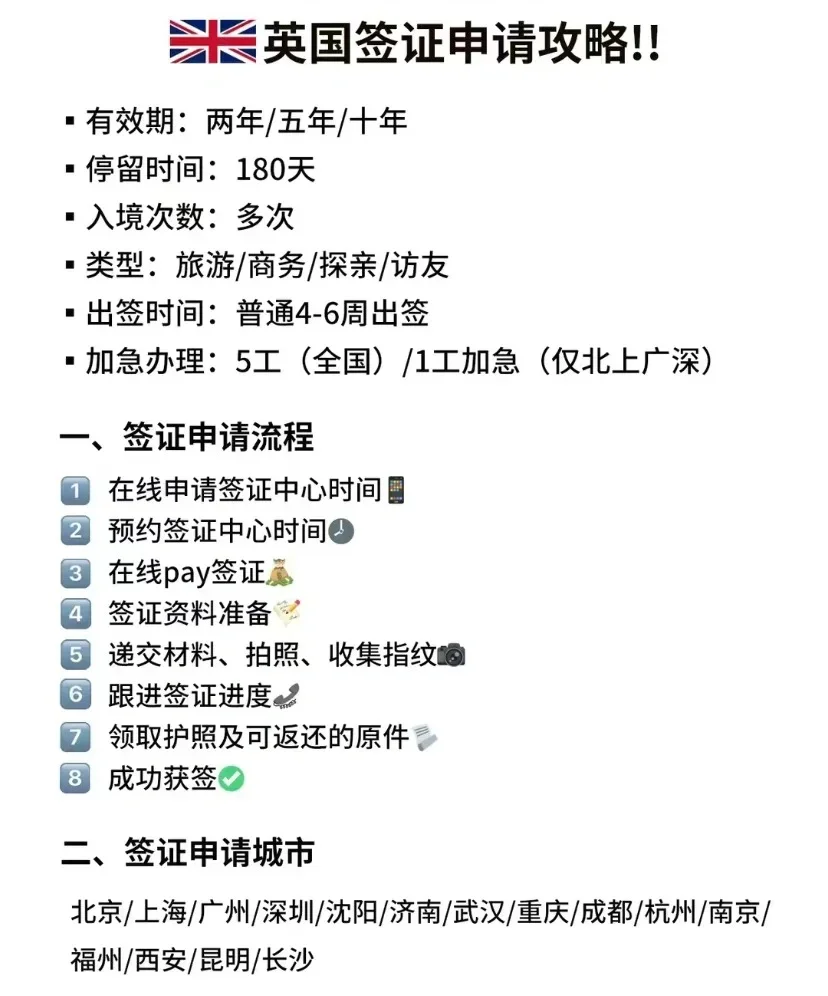 🇬🇧英国签证申请攻略!!
▪有效期：两年/五年/十年
▪停留时间：180天
▪入境次数：多次
▪类型：旅游/商务/探亲/访友
▪出签时间：普通4-6周出签
▪加急办理：5工（全国）/1工加急（仅北上广深）
一、签证申请流程
1️⃣ 在线申请签证中心时间📱
2️⃣ 预约签证中心时间🕗
3️⃣ 在线pay签证💰
4️⃣ 签证资料准备📝
5️⃣ 递交材料、拍照、收集指纹📷
6️⃣ 跟进签证进度📞
7️⃣ 领取护照及可返还的原件📃
8️⃣ 成功获签✅
二、签证申请城市
北京/上海/广州/深圳/沈阳/济南/武汉/重庆/成都/杭州/南京/
福州/西安/昆明/长沙